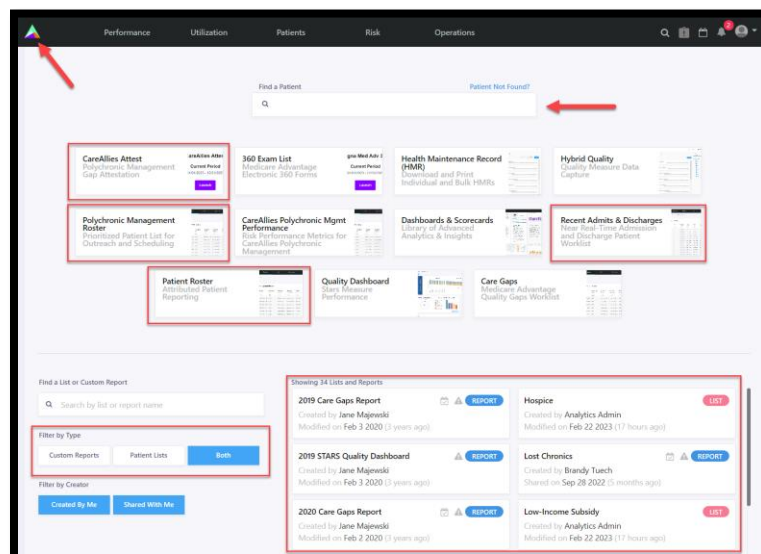 Performance Utilization Patients Risk Operations
2
Find a Patient Patient Not Found?
CareAllies Attest
Polychronic Management
Gap Attestation
Current Period
360 Exam List
Medicare Advantage
Electronic 360 Forms
Current Period
Health Maintenance Record
(HMR)
Download and Print
Individual and Bulk HMRs
Hybrid Quality
Quality Measure Data
Capture
Polychronic Management
Roster
Prioritized Patient List for
Outreach and Scheduling
CareAllies Polychronic Mgmt
Performance
Risk Performance Metrics for
CareAllies Polychronic
Management
Dashboards & Scorecards
Library of Advanced
Analytics & Insights
Recent Admits & Discharges
Near Real-Time Admission
and Discharge Patient
Worklist
Patient Roster
Attributed Patient
Reporting
Quality Dashboard
Stars Measure
Performance
Care Gaps
Medicare Advantage
Quality Gaps Worklist
Find a List or Custom Report
Search by list or report name
Filter by Type
Custom Reports Patient Lists Both
Filter by Creator
Created By Me Shared With Me
Showing 34 Lists and Reports
2019 Care Gaps Report REPORT
Created by Jane Majewski
Modified on Feb 3 2020 (3 years ago)
Hospice LIST
Created by Analytics Admin
Modified on Feb 22 2023 (17 hours ago)
2019 STARS Quality Dashboard REPORT
Created by Jane Majewski
Modified on Feb 3 2020 (3 years ago)
Lost Chronics REPORT
Created by Brandy Tuech
Shared on Sep 28 2022 (5 months ago)
2020 Care Gaps Report REPORT
Created by Jane Majewski
Modified on Feb 2 2020 (3 years ago)
Low-Income Subsidy LIST
Created by Analytics Admin
Modified on Feb 22 2023 (17 hours ago)